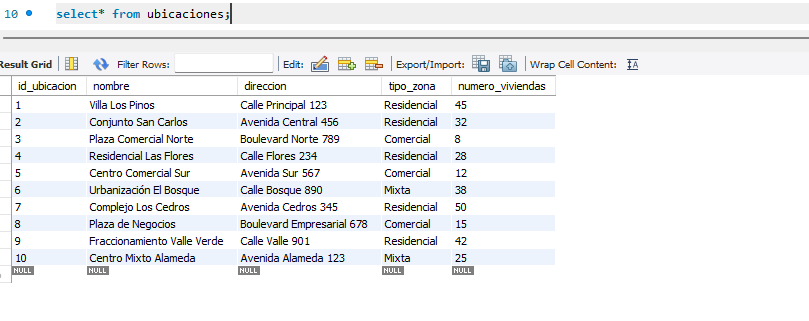 10 select* from ubicaciones;
Result Grid Filter Rows: Edit: Export/Import: Wrap Cell Content: IA
id_ubicacion nombre direccion tipo_zona numero_viviendas
1 Villa Los Pinos Calle Principal 123 Residencial 45
2 Conjunto San Carlos Avenida Central 456 Residencial 32
3 Plaza Comercial Norte Boulevard Norte 789 Comercial 8
4 Residencial Las Flores Calle Flores 234 Residencial 28
5 Centro Comercial Sur Avenida Sur 567 Comercial 12
6 Urbanización El Bosque Calle Bosque 890 Mixta 38
7 Complejo Los Cedros Avenida Cedros 345 Residencial 50
8 Plaza de Negocios Boulevard Empresarial 678 Comercial 15
9 Fraccionamiento Valle Verde Calle Valle 901 Residencial 42
10 Centro Mixto Alameda Avenida Alameda 123 Mixta 25
NULL NULL NULL NULL NULL